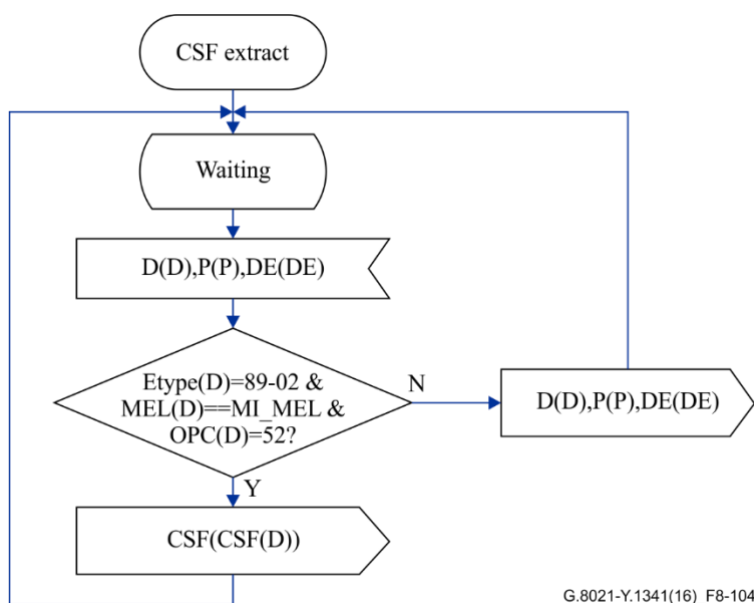 CSF extract
Waiting
D(D),P(P),DE(DE)
Etype(D)=89-02 &
MEL(D)==MI_MEL &
OPC(D)=52?
N
D(D),P(P),DE(DE)
Y
CSF(CSF(D))
G.8021-Y.1341(16)_F8-104